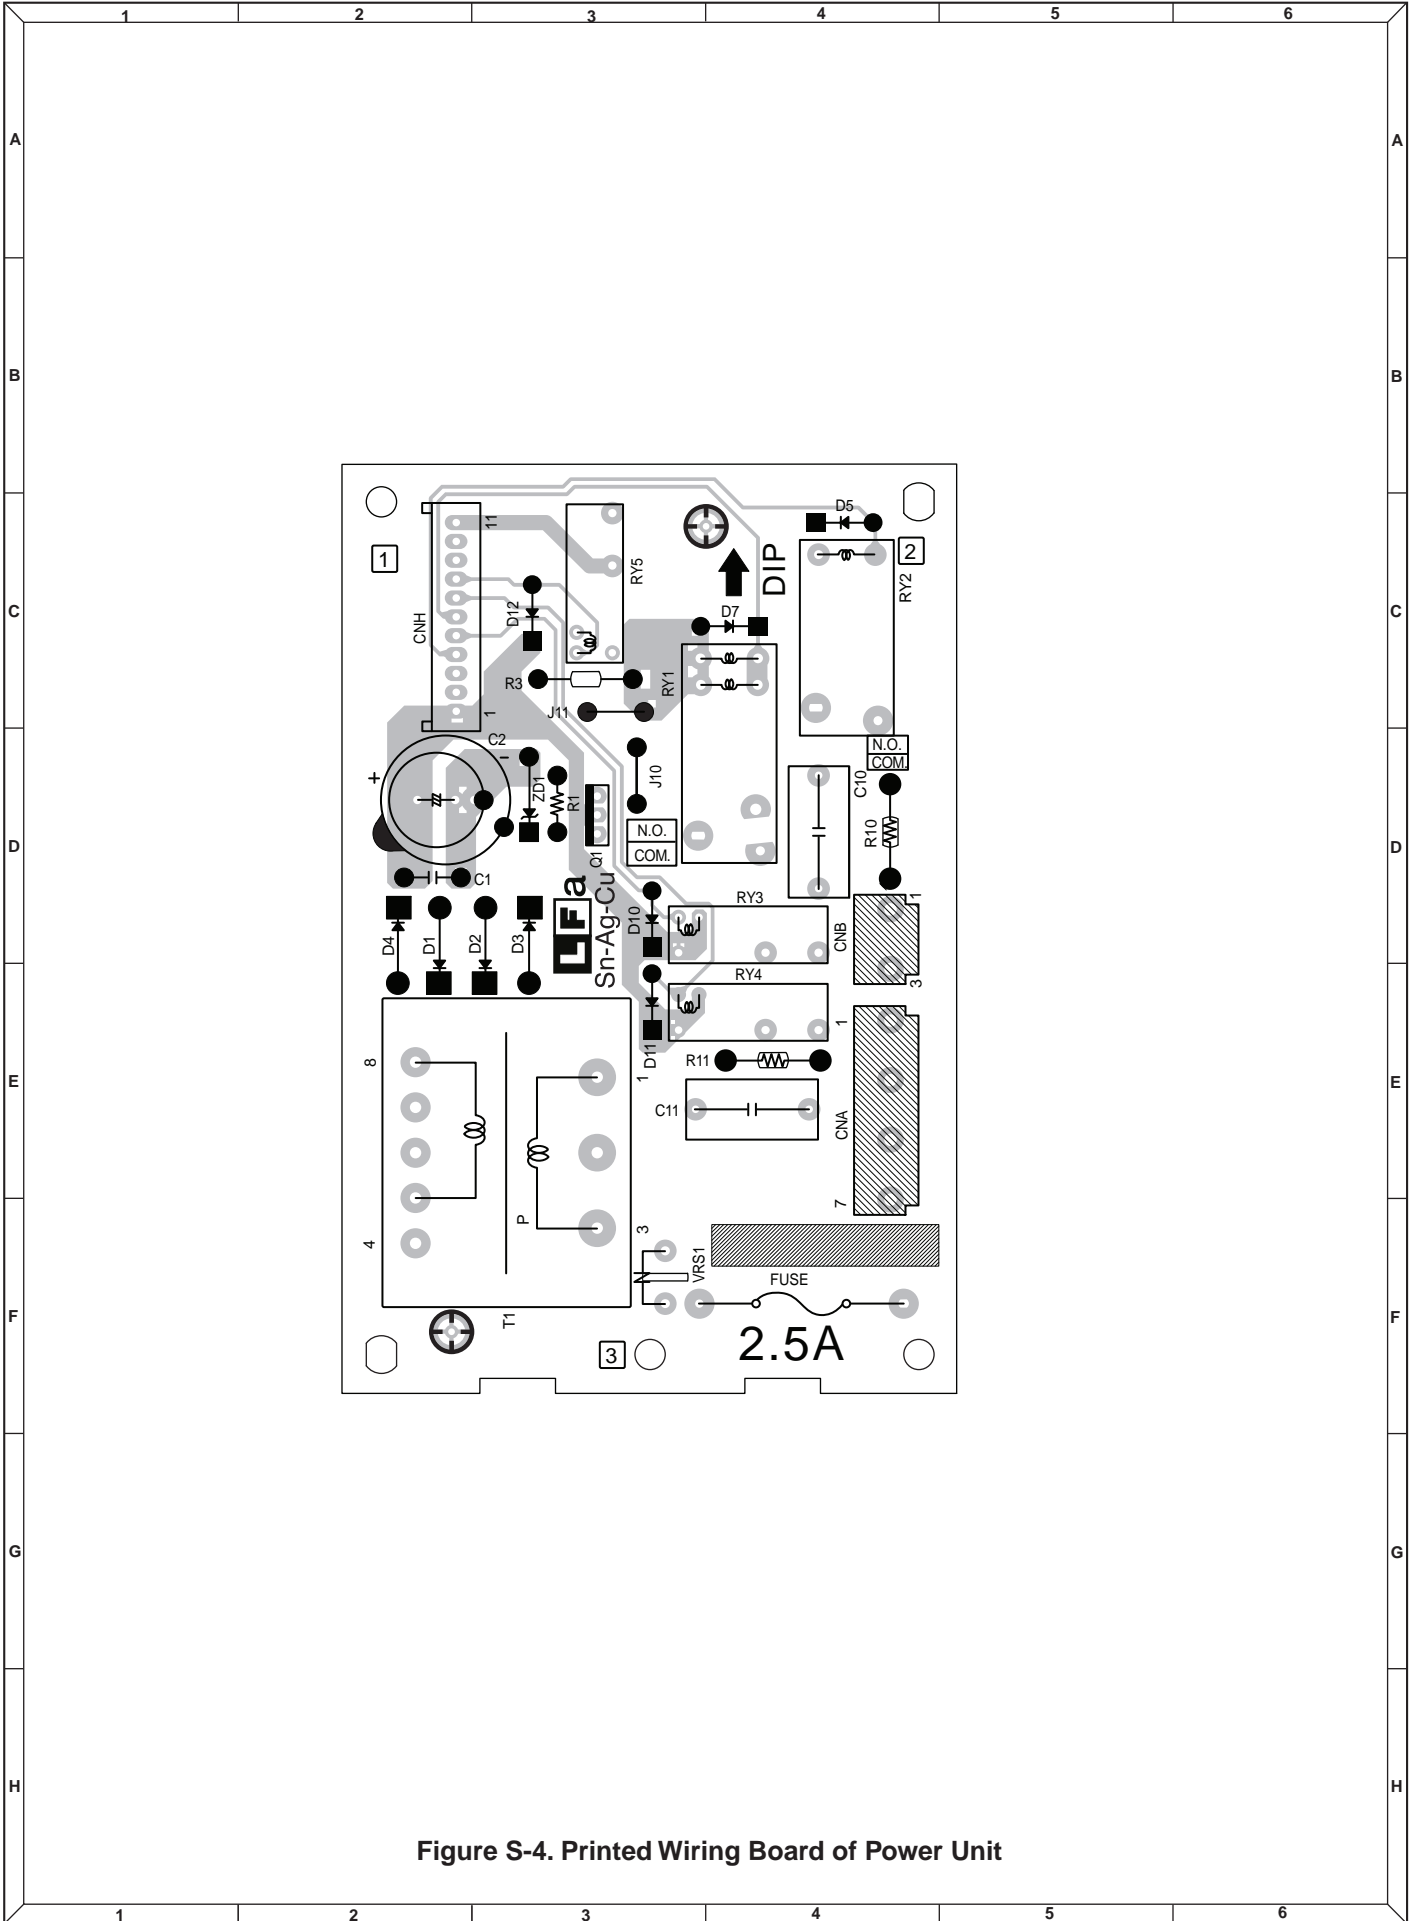 1 2 3 4 5 6
A A
B B
C C
D D
E E
F F
G G
H H
D5
11
1
2
RY5
DIP
RY2
D12
D7
CNH
R3
RY1
J11
1
C2
-
N.O.
COM.
+
ZD1
R1
J10
C10
N.O.
COM.
R10
Q1
C1
LFa
Sn-Ag-Cu
D4
D1
D2
D3
D10
RY3
CNB
1
3
RY4
D11
1
R11
8
1
C11
CNA
7
P
3
4
VRS1
FUSE
T1
2.5A
3
Figure S-4. Printed Wiring Board of Power Unit
1 2 3 4 5 6